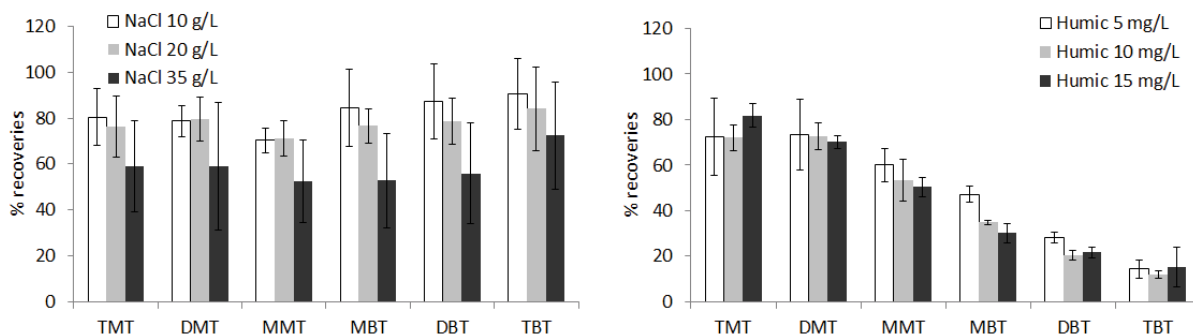 120
100
80
60
40
20
0
% recoveries
NaCl 10 g/L
NaCl 20 g/L
NaCl 35 g/L
TMT DMT MMT MBT DBT TBT
120
100
80
60
40
20
0
% recoveries
Humic 5 mg/L
Humic 10 mg/L
Humic 15 mg/L
TMT DMT MMT MBT DBT TBT